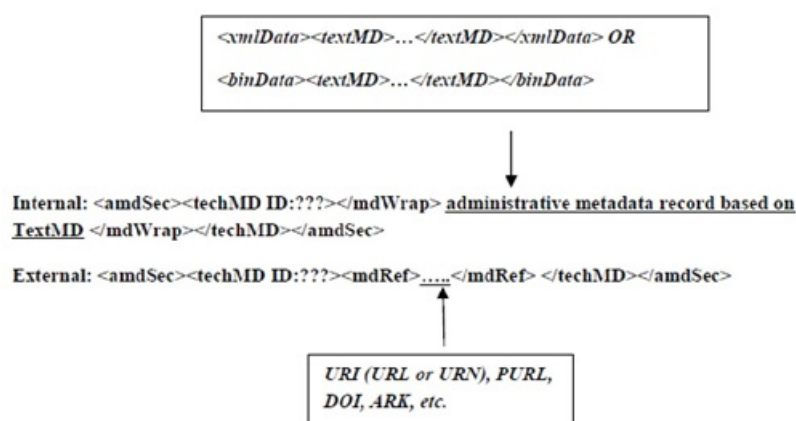 <xmlData><textMD>…</textMD></xmlData> OR
<binData><textMD>…</textMD></binData>
Internal: <amdSec><techMD ID:???></mdWrap> administrative metadata record based on
TextMD </mdWrap></techMD></amdSec>
External: <amdSec><techMD ID:???><mdRef>…..</mdRef> </techMD></amdSec>
URI (URL or URN), PURL,
DOI, ARK, etc.